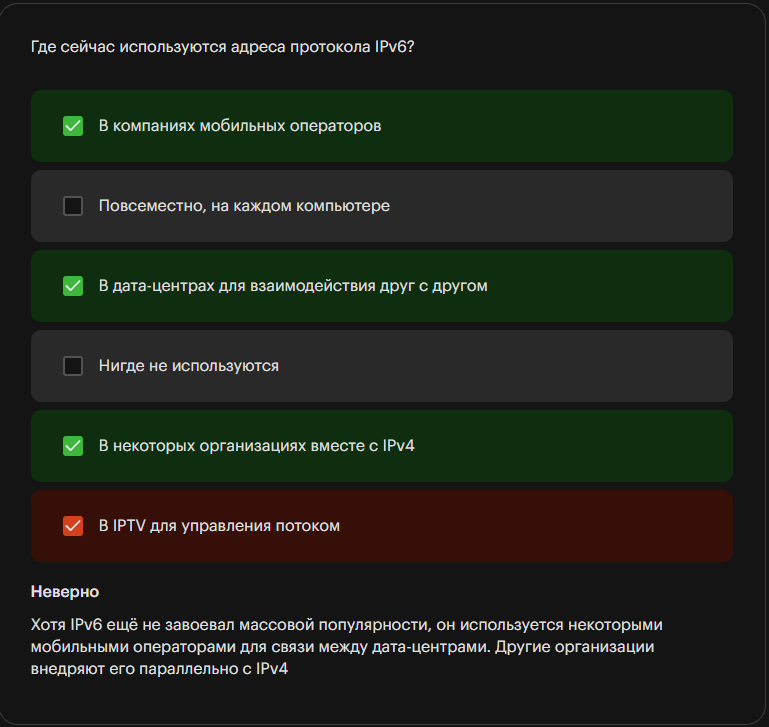 Где сейчас используются адреса протокола IPv6?
В компаниях мобильных операторов
Повсеместно, на каждом компьютере
В дата-центрах для взаимодействия друг с другом
Нигде не используются
В некоторых организациях вместе с IPv4
В IPTV для управления потоком
Неверно
Хотя IPv6 ещё не завоевал массовой популярности, он используется некоторыми
мобильными операторами для связи между дата-центрами. Другие организации
внедряют его параллельно с IPv4